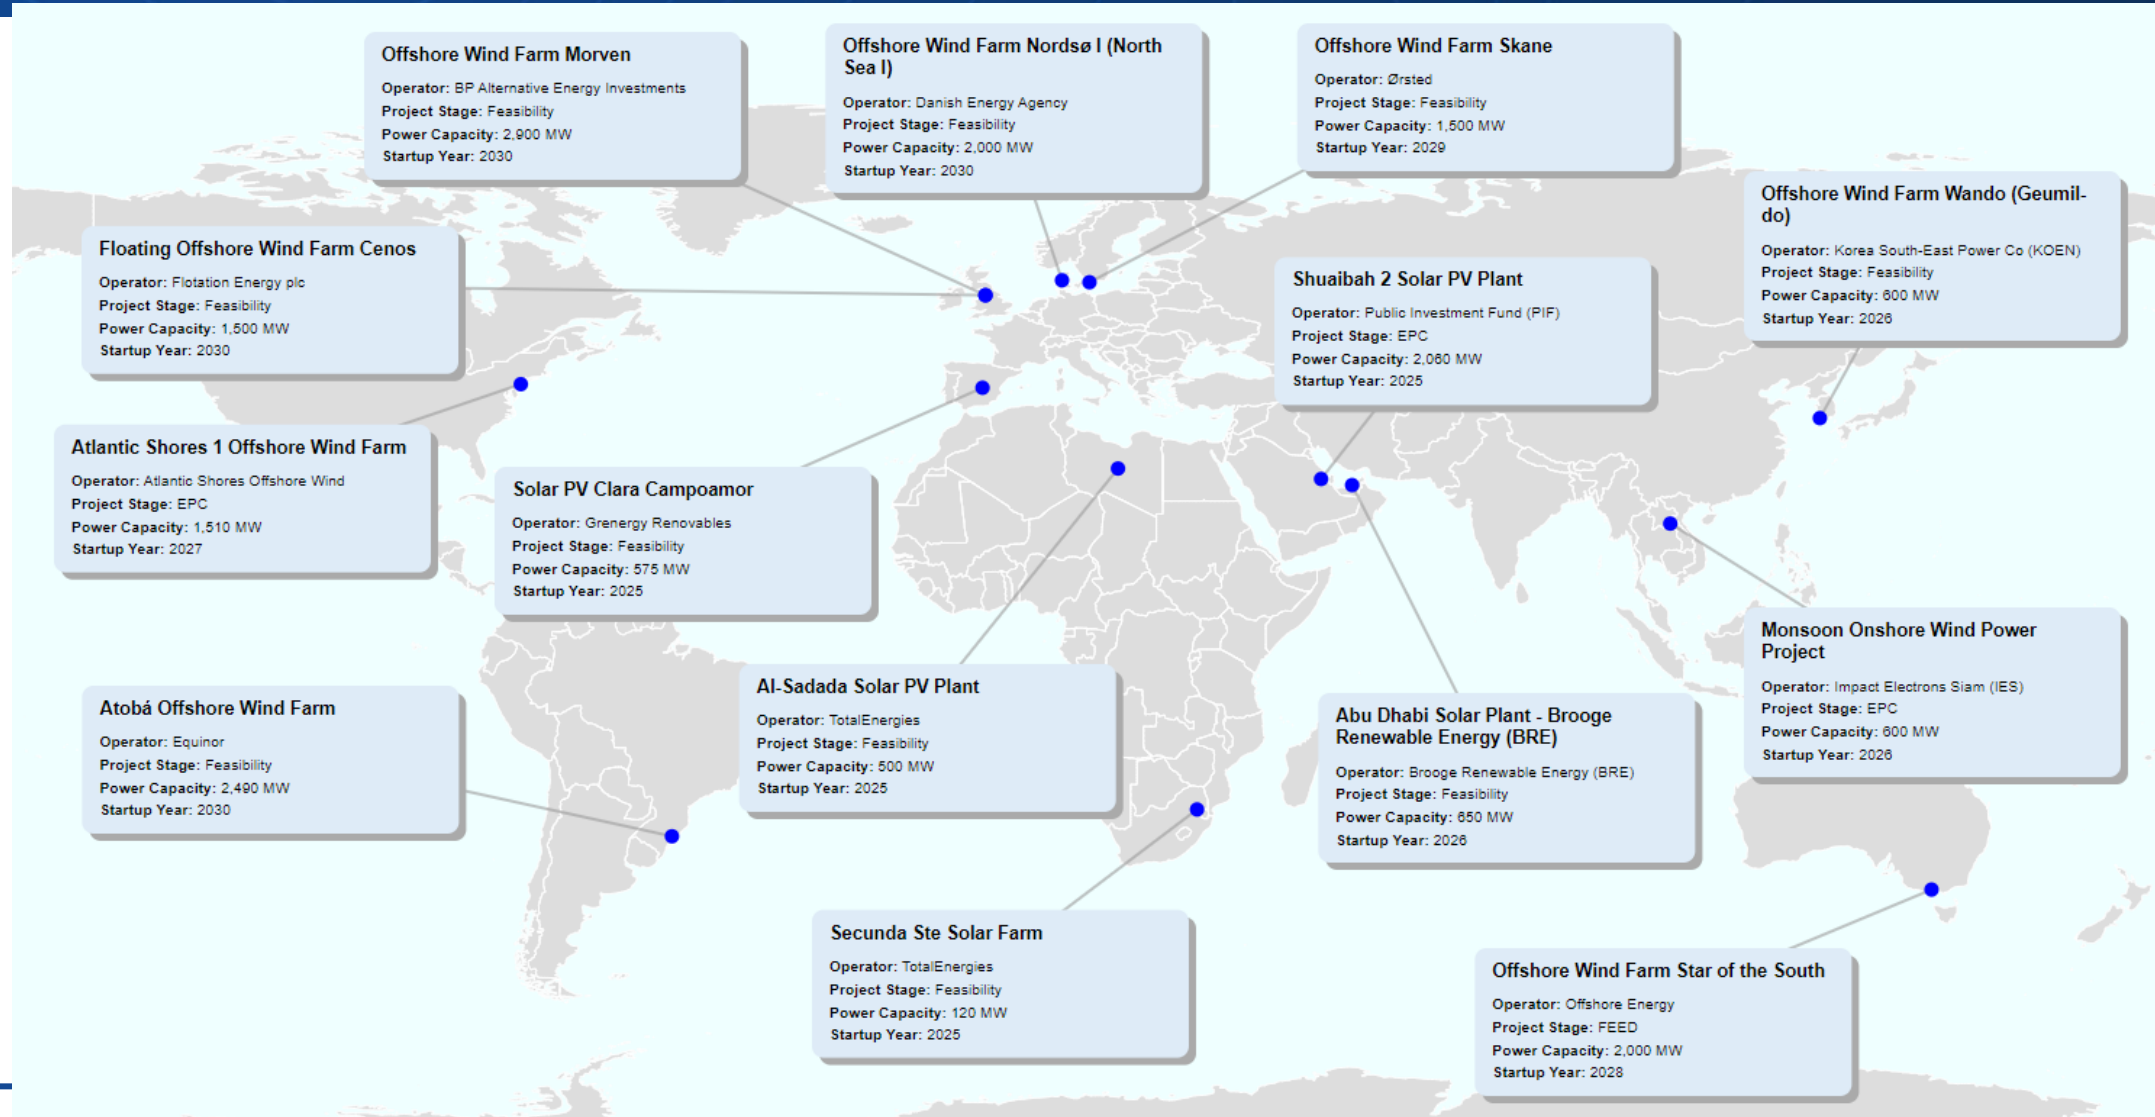 Offshore Wind Farm Morven
Operator: BP Alternative Energy Investments
Project Stage: Feasibility
Power Capacity: 2,900 MW
Startup Year: 2030
Offshore Wind Farm Nordsø I (North
Sea I)
Operator: Danish Energy Agency
Project Stage: Feasibility
Power Capacity: 2,000 MW
Startup Year: 2030
Offshore Wind Farm Skane
Operator: Ørsted
Project Stage: Feasibility
Power Capacity: 1,500 MW
Startup Year: 2029
Offshore Wind Farm Wando (Geumil-
do)
Operator: Korea South-East Power Co (KOEN)
Project Stage: Feasibility
Power Capacity: 600 MW
Startup Year: 2026
Floating Offshore Wind Farm Cenos
Operator: Flotation Energy plc
Project Stage: Feasibility
Power Capacity: 1,500 MW
Startup Year: 2030
Shuaibah 2 Solar PV Plant
Operator: Public Investment Fund (PIF)
Project Stage: EPC
Power Capacity: 2,060 MW
Startup Year: 2025
Atlantic Shores 1 Offshore Wind Farm
Operator: Atlantic Shores Offshore Wind
Project Stage: EPC
Power Capacity: 1,510 MW
Startup Year: 2027
Solar PV Clara Campoamor
Operator: Grenergy Renovables
Project Stage: Feasibility
Power Capacity: 575 MW
Startup Year: 2025
Monsoon Onshore Wind Power
Project
Operator: Impact Electrons Siam (IES)
Project Stage: EPC
Power Capacity: 600 MW
Startup Year: 2026
Atobá Offshore Wind Farm
Operator: Equinor
Project Stage: Feasibility
Power Capacity: 2,490 MW
Startup Year: 2030
Al-Sadada Solar PV Plant
Operator: TotalEnergies
Project Stage: Feasibility
Power Capacity: 500 MW
Startup Year: 2025
Abu Dhabi Solar Plant - Brooge
Renewable Energy (BRE)
Operator: Brooge Renewable Energy (BRE)
Project Stage: Feasibility
Power Capacity: 650 MW
Startup Year: 2026
Secunda Ste Solar Farm
Operator: TotalEnergies
Project Stage: Feasibility
Power Capacity: 120 MW
Startup Year: 2025
Offshore Wind Farm Star of the South
Operator: Offshore Energy
Project Stage: FEED
Power Capacity: 2,000 MW
Startup Year: 2028